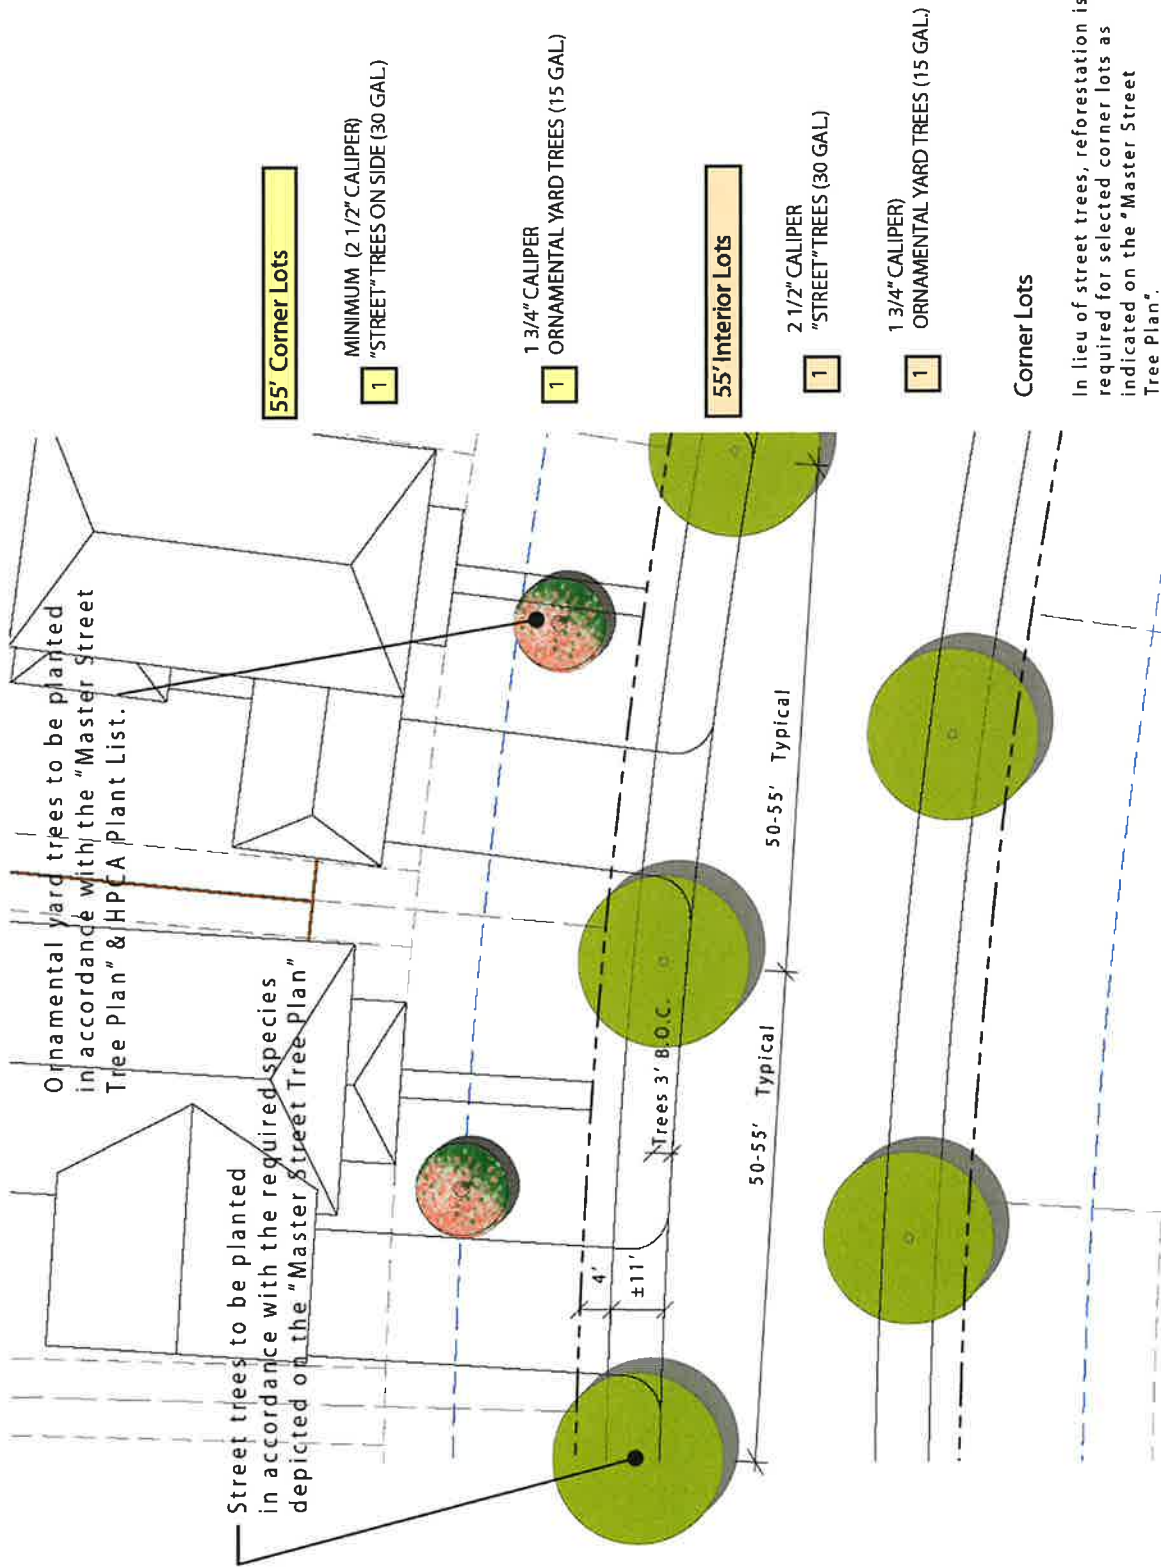 Ornamental yard trees to be planted
in accordance with the "Master Street
Tree Plan" & HPCA Plant List.
Street trees to be planted
in accordance with the required species
depicted on the "Master Street Tree Plan"
4'
±11'
Trees 3' B.O.C.
50-55' Typical
50-55' Typical
55' Corner Lots
1
MINIMUM (2 1/2" CALIPER)
"STREET" TREES ON SIDE (30 GAL.)
1
1 3/4" CALIPER
ORNAMENTAL YARD TREES (15 GAL.)
55' Interior Lots
1
2 1/2" CALIPER
"STREET" TREES (30 GAL.)
1
1 3/4" CALIPER)
ORNAMENTAL YARD TREES (15 GAL.)
Corner Lots
In lieu of street trees, reforestation is
required for selected corner lots as
indicated on the "Master Street
Tree Plan".